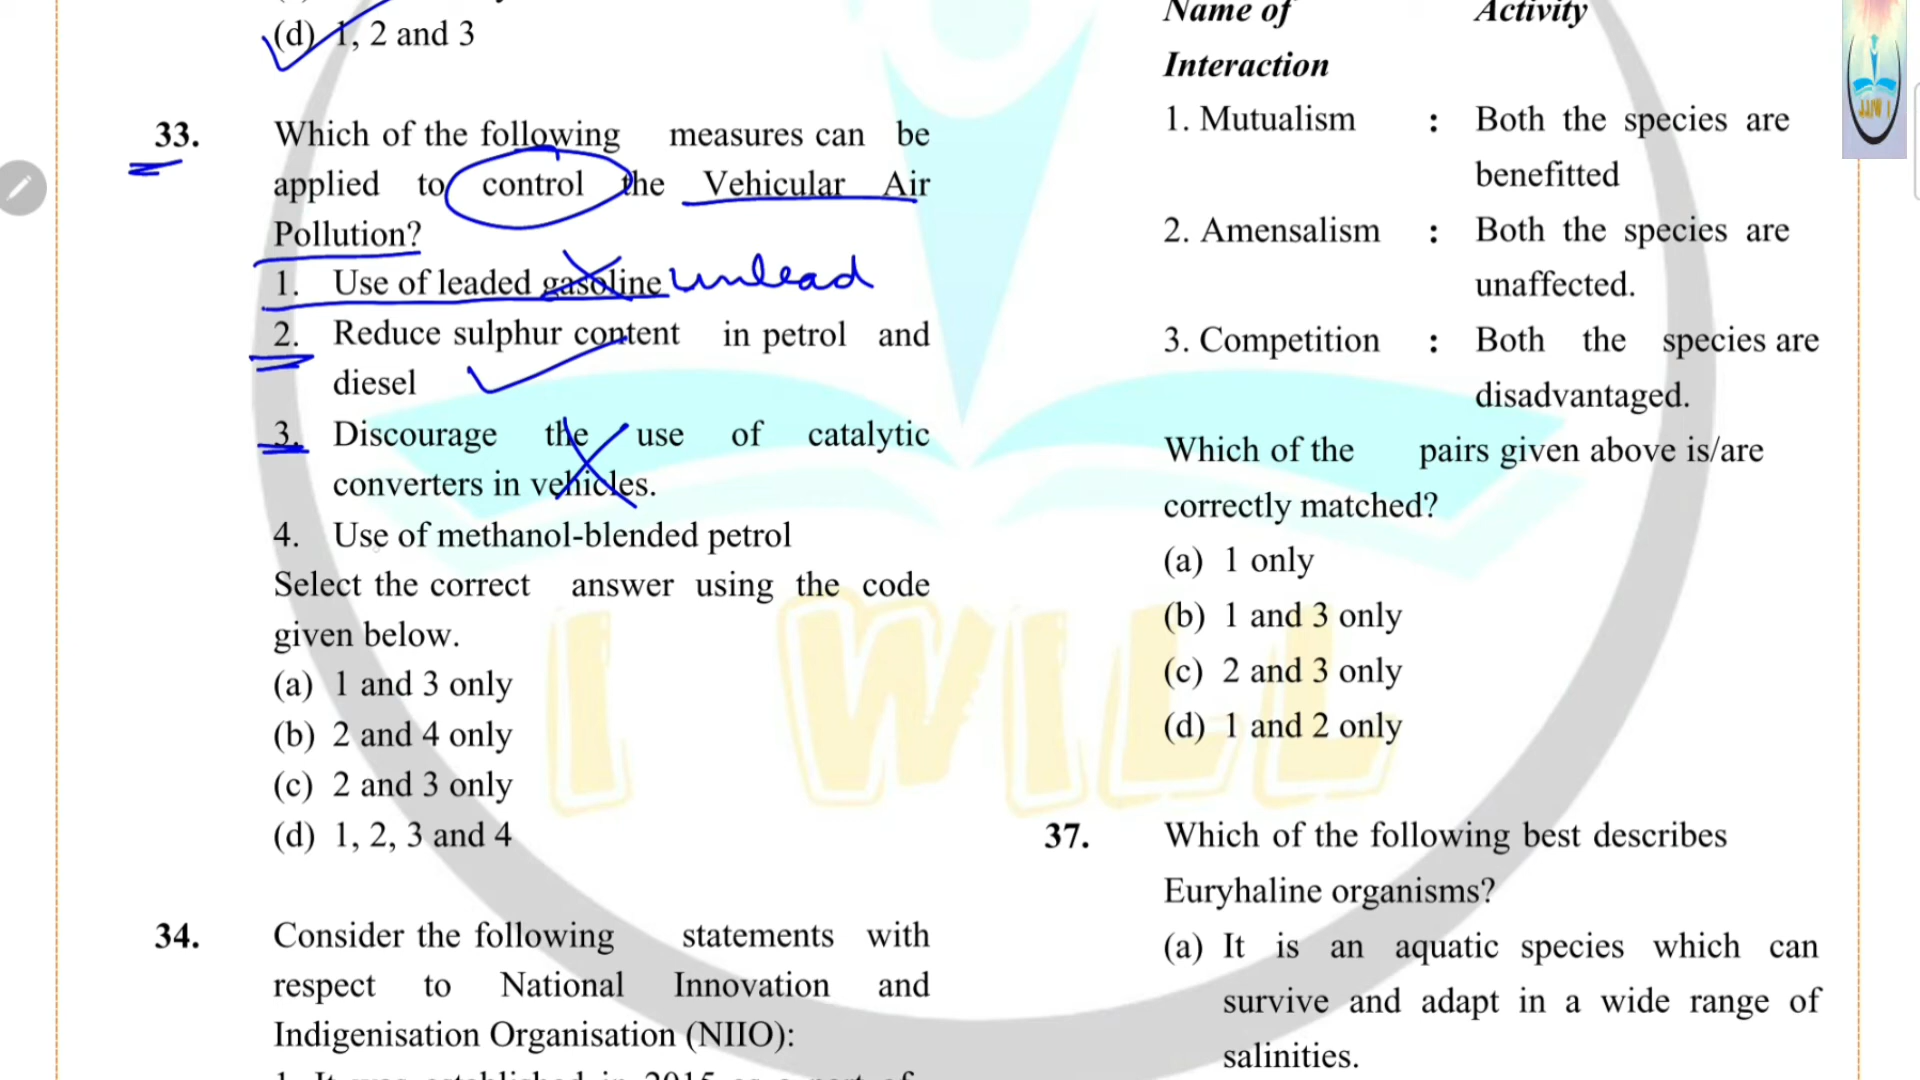 (d) 1, 2 and 3
33. Which of the following measures can be
applied to control the Vehicular Air
Pollution?
1. Use of leaded gasoline unlead
2. Reduce sulphur content in petrol and
diesel
3. Discourage the use of catalytic
converters in vehicles.
4. Use of methanol-blended petrol
Select the correct answer using the code
given below.
(a) 1 and 3 only
(b) 2 and 4 only
(c) 2 and 3 only
(d) 1, 2, 3 and 4
34. Consider the following statements with
respect to National Innovation and
Indigenisation Organisation (NIIO):
Name of Activity
Interaction
1. Mutualism : Both the species are
benefitted
2. Amensalism : Both the species are
unaffected.
3. Competition : Both the species are
disadvantaged.
Which of the pairs given above is/are
correctly matched?
(a) 1 only
(b) 1 and 3 only
(c) 2 and 3 only
(d) 1 and 2 only
37. Which of the following best describes
Euryhaline organisms?
(a) It is an aquatic species which can
survive and adapt in a wide range of
salinities.
I WILL